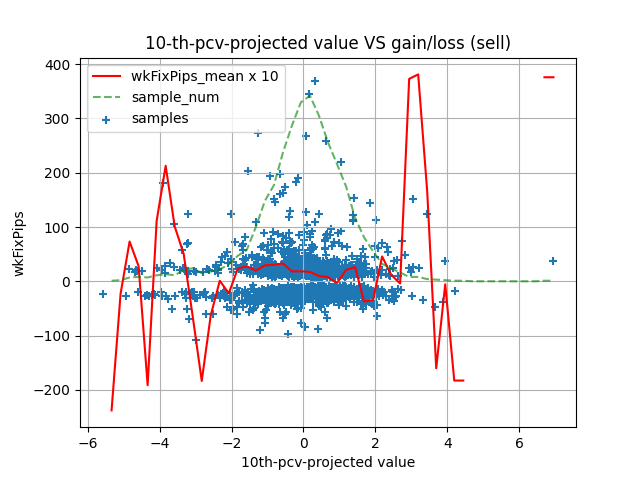 10-th-pcv-projected value VS gain/loss (sell)
wkFixPips_mean x 10
sample_num
samples
400
300
200
100
0
−100
−200
wkFixPips
−6
−4
−2
0
2
4
6
10th-pcv-projected value